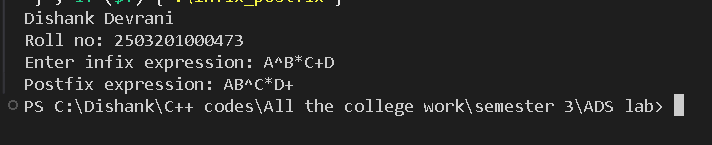 Dishank Devrani
Roll no: 2503201000473
Enter infix expression: A^B*C+D
Postfix expression: AB^C*D+
PS C:\Dishank\C++ codes\All the college work\semester 3\ADS lab>